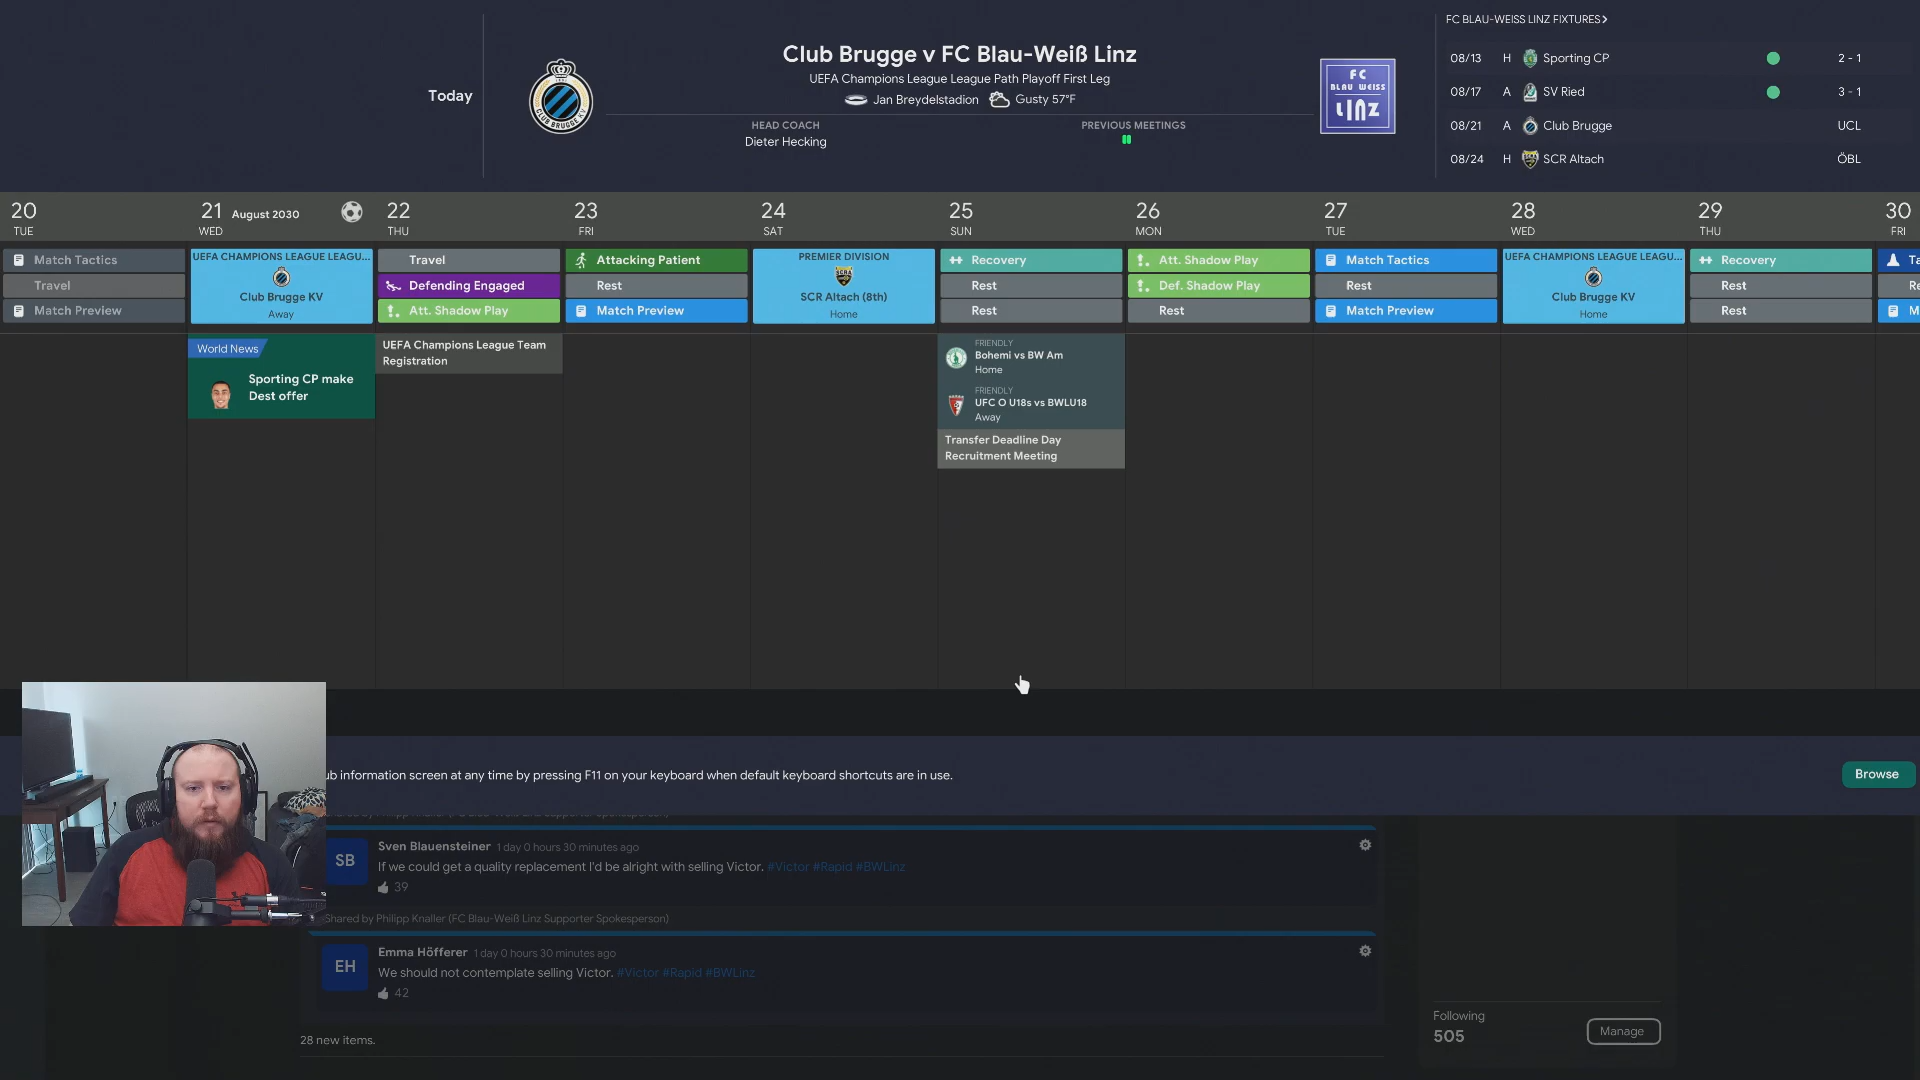 Today
Club Brugge v FC Blau-Weiß Linz
UEFA Champions League League Path Playoff First Leg
Jan Breydelstadion Gusty 57°F
HEAD COACH
Dieter Hecking
PREVIOUS MEETINGS
FC
BLAU WEISS
LINZ
FC BLAU-WEISS LINZ FIXTURES
08/13 H Sporting CP 2 - 1
08/17 A SV Ried 3 - 1
08/21 A Club Brugge UCL
08/24 H SCR Altach ÖBL
20
TUE
Match Tactics
Travel
Match Preview
21 August 2030
WED
UEFA CHAMPIONS LEAGUE LEAGU...
Club Brugge KV
Away
World News
Sporting CP make
Dest offer
22
THU
Travel
Defending Engaged
Att. Shadow Play
UEFA Champions League Team
Registration
23
FRI
Attacking Patient
Rest
Match Preview
24
SAT
PREMIER DIVISION
SCR Altach (8th)
Home
25
SUN
Recovery
Rest
Rest
FRIENDLY
Bohemi vs BW Am
Home
FRIENDLY
UFC O U18s vs BWLU18
Away
Transfer Deadline Day
Recruitment Meeting
26
MON
Att. Shadow Play
Def. Shadow Play
Rest
27
TUE
Match Tactics
Rest
Match Preview
28
WED
UEFA CHAMPIONS LEAGUE LEAGU...
Club Brugge KV
Home
29
THU
Recovery
Rest
Rest
30
FRI
Ta
Re
M
ub information screen at any time by pressing F11 on your keyboard when default keyboard shortcuts are in use.
Browse
SB
Sven Blauensteiner 1 day 0 hours 30 minutes ago
If we could get a quality replacement I'd be alright with selling Victor. #Victor #Rapid #BWLinz
39
Shared by Philipp Knaller (FC Blau-Weiß Linz Supporter Spokesperson)
EH
Emma Höfferer 1 day 0 hours 30 minutes ago
We should not contemplate selling Victor. #Victor #Rapid #BWLinz
42
28 new items.
Following
505
Manage